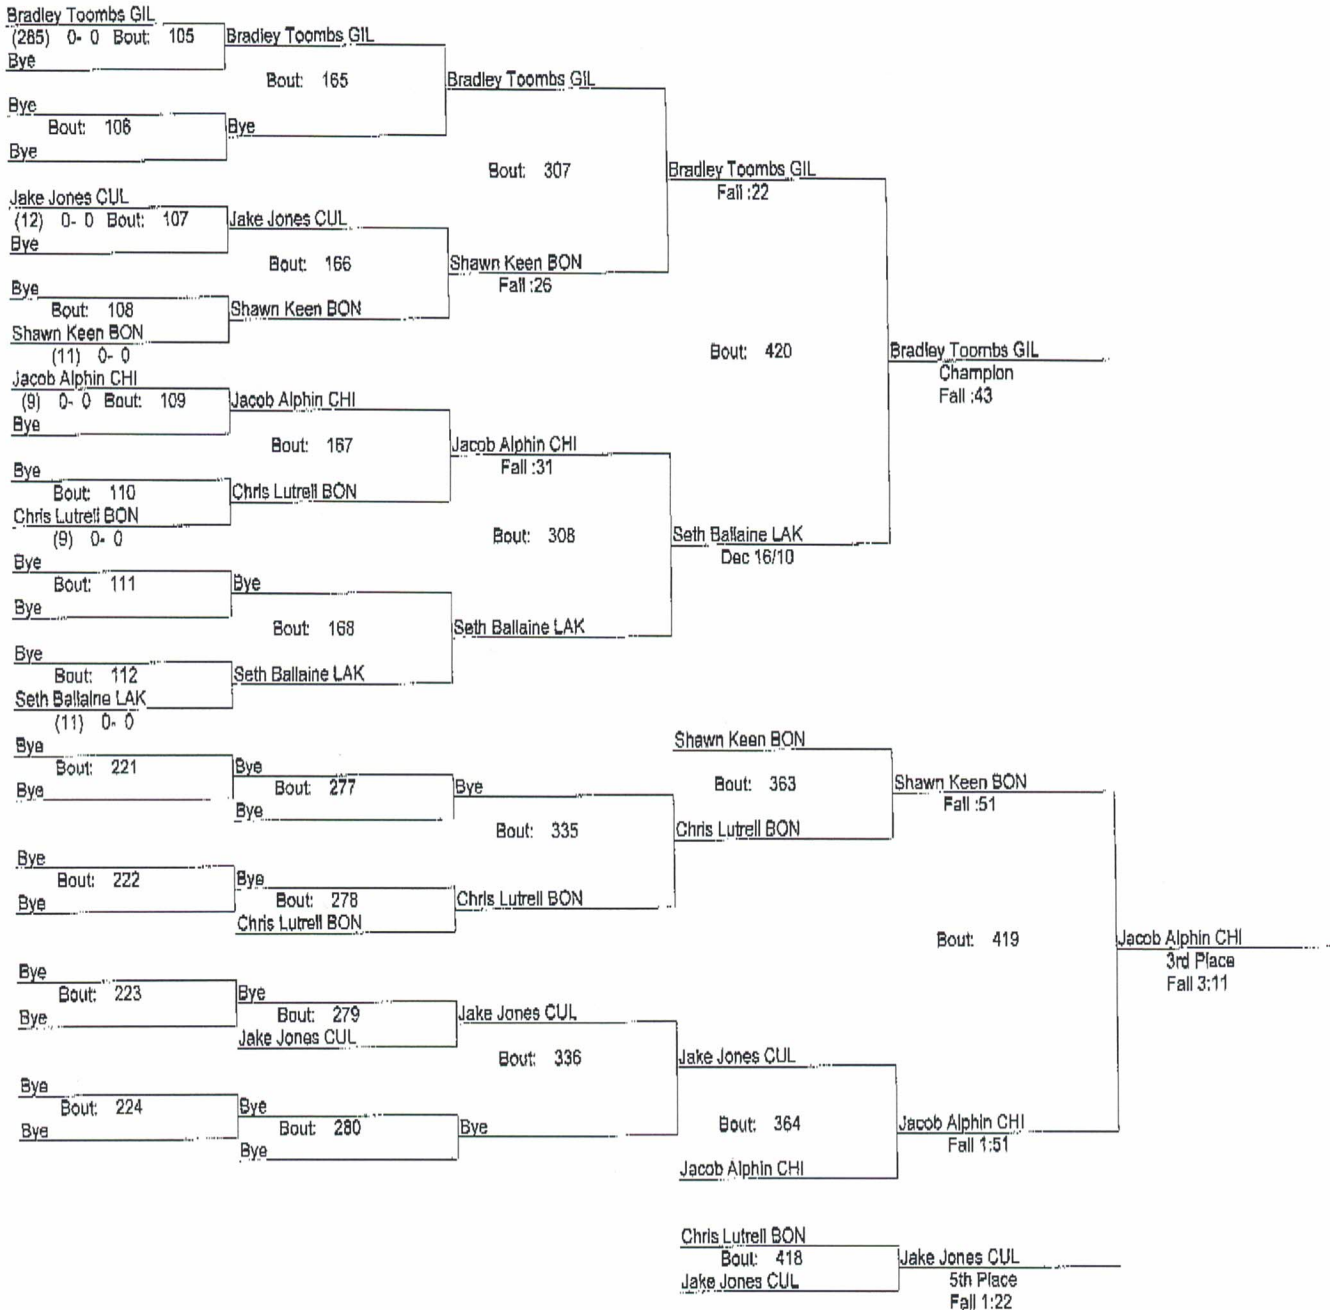 Bradley Toombs GIL
(285) 0- 0 Bout: 105
Bye
Bradley Toombs GIL
Bout: 165
Bye
Bout: 106
Bye
Bye
Bradley Toombs GIL
Bout: 307
Jake Jones CUL
(12) 0- 0 Bout: 107
Bye
Jake Jones CUL
Bout: 166
Bye
Bout: 108
Shawn Keen BON
(11) 0- 0
Shawn Keen BON
Shawn Keen BON
Fall :26
Bradley Toombs GIL
Fall :22
Bout: 420
Jacob Alphin CHI
(9) 0- 0 Bout: 109
Bye
Jacob Alphin CHI
Bout: 167
Bye
Bout: 110
Chris Lutrell BON
(9) 0- 0
Chris Lutrell BON
Jacob Alphin CHI
Fall :31
Bout: 308
Bye
Bout: 111
Bye
Bye
Bout: 168
Bye
Bout: 112
Seth Ballaine LAK
(11) 0- 0
Seth Ballaine LAK
Seth Ballaine LAK
Seth Ballaine LAK
Dec 16/10
Bradley Toombs GIL
Champion
Fall :43
Bye
Bout: 221
Bye
Bye
Bout: 277
Bye
Bye
Bout: 335
Bye
Bout: 222
Bye
Bye
Bout: 278
Chris Lutrell BON
Chris Lutrell BON
Shawn Keen BON
Bout: 363
Chris Lutrell BON
Shawn Keen BON
Fall :51
Bout: 419
Bye
Bout: 223
Bye
Bye
Bout: 279
Jake Jones CUL
Jake Jones CUL
Bout: 336
Bye
Bout: 224
Bye
Bye
Bout: 280
Bye
Bye
Jake Jones CUL
Bout: 364
Jacob Alphin CHI
Jacob Alphin CHI
Fall 1:51
Jacob Alphin CHI
3rd Place
Fall 3:11
Chris Lutrell BON
Bout: 418
Jake Jones CUL
Jake Jones CUL
5th Place
Fall 1:22